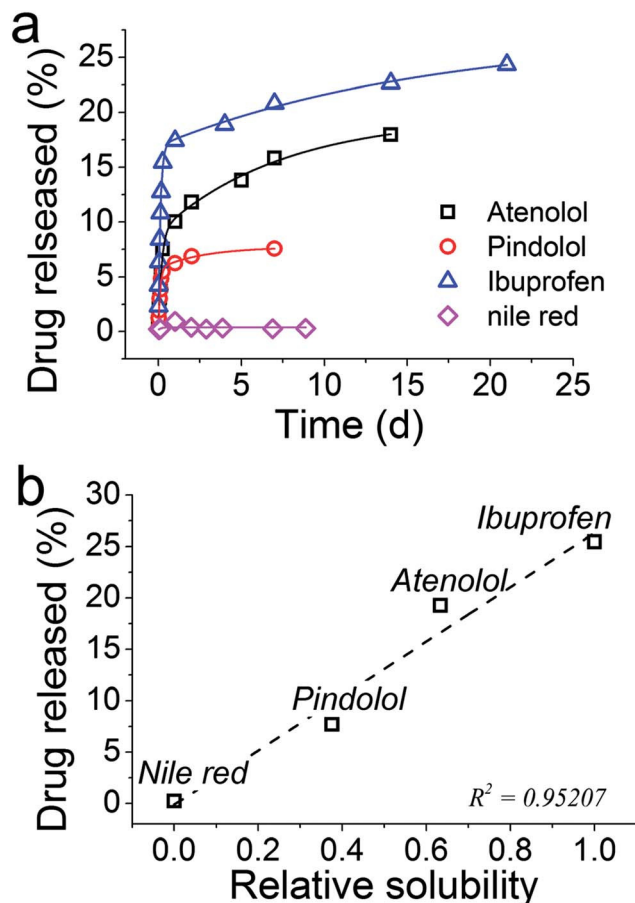 a
Drug relseased (%)
25
20
15
10
5
0
Atenolol
Pindolol
Ibuprofen
nile red
0 5 10 15 20 25
Time (d)
b
Drug released (%)
30
25
20
15
10
5
0
Ibuprofen
Atenolol
Pindolol
Nile red
R² = 0.95207
0.0 0.2 0.4 0.6 0.8 1.0
Relative solubility